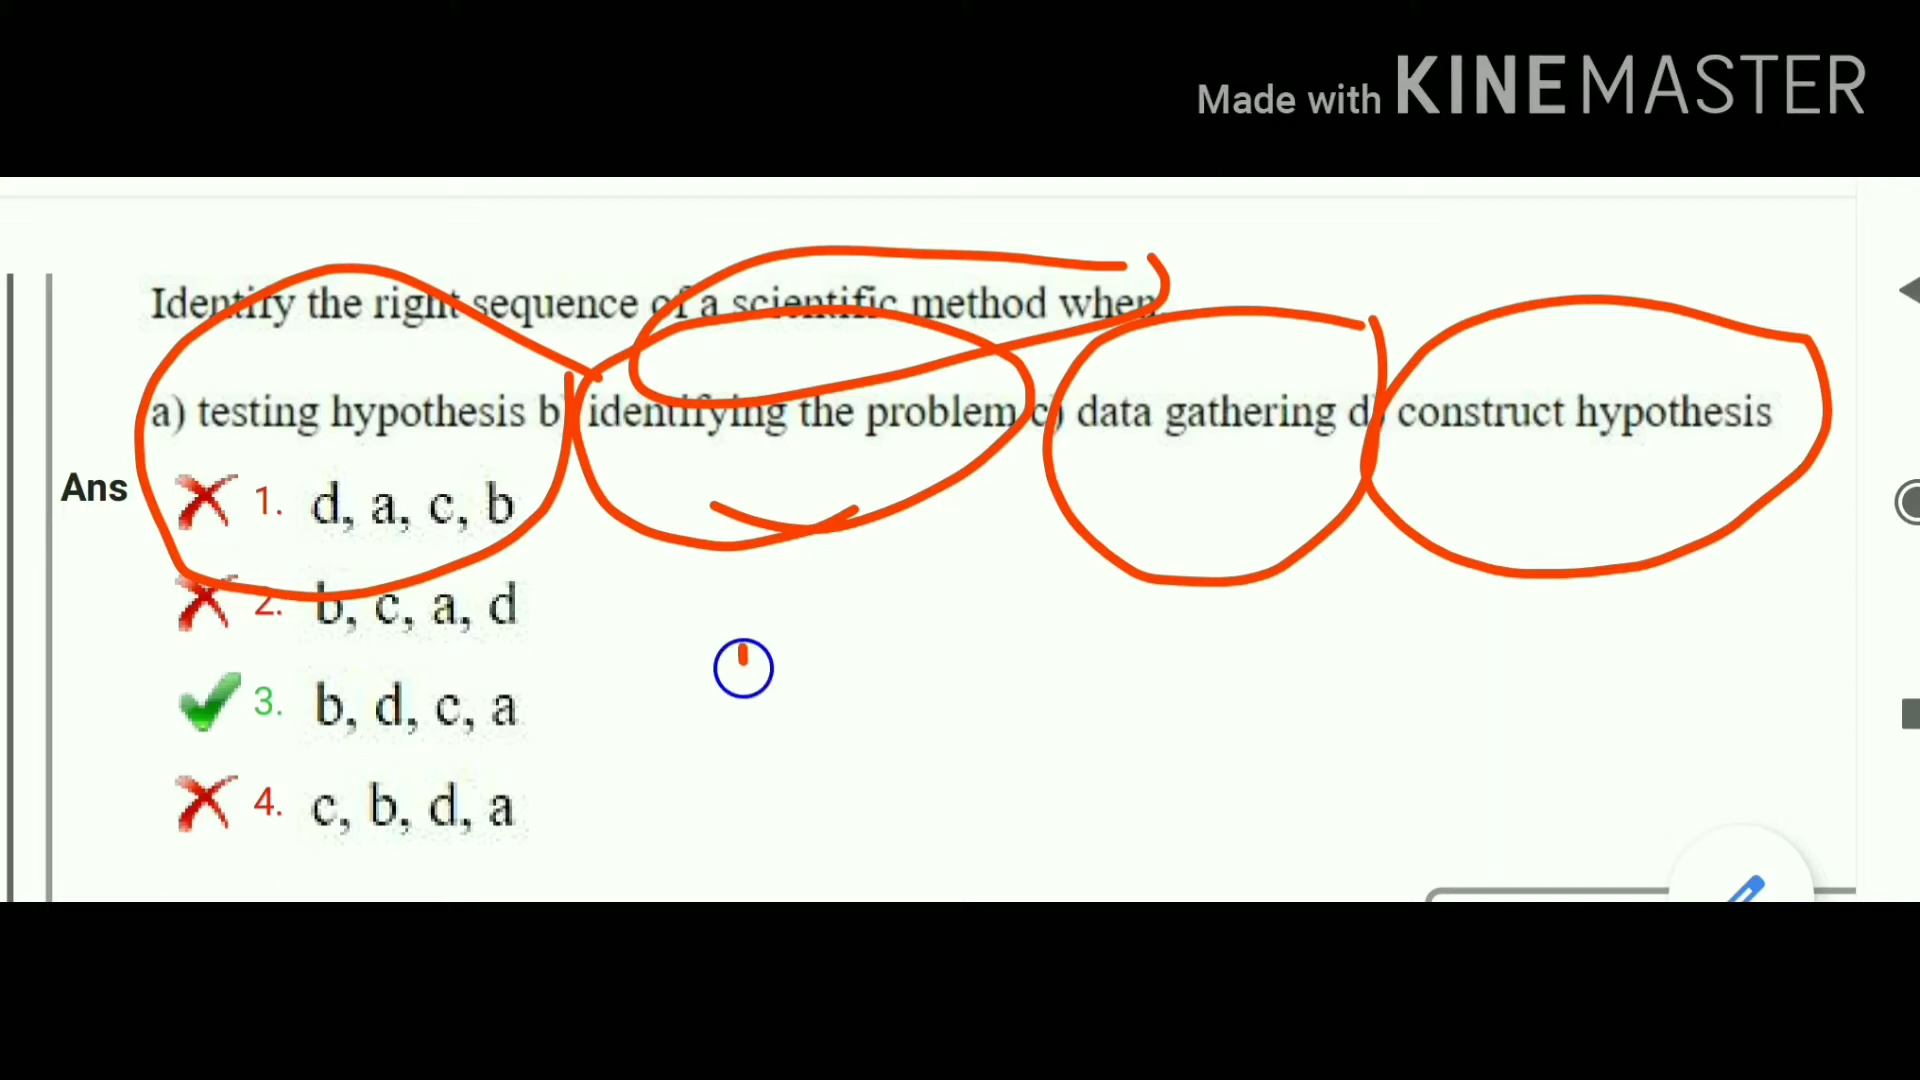 Made with KINEMASTER
Identify the right sequence of a scientific method when
a) testing hypothesis b) identifying the problem c) data gathering d) construct hypothesis
Ans
1. d, a, c, b
2. b, c, a, d
3. b, d, c, a
4. c, b, d, a